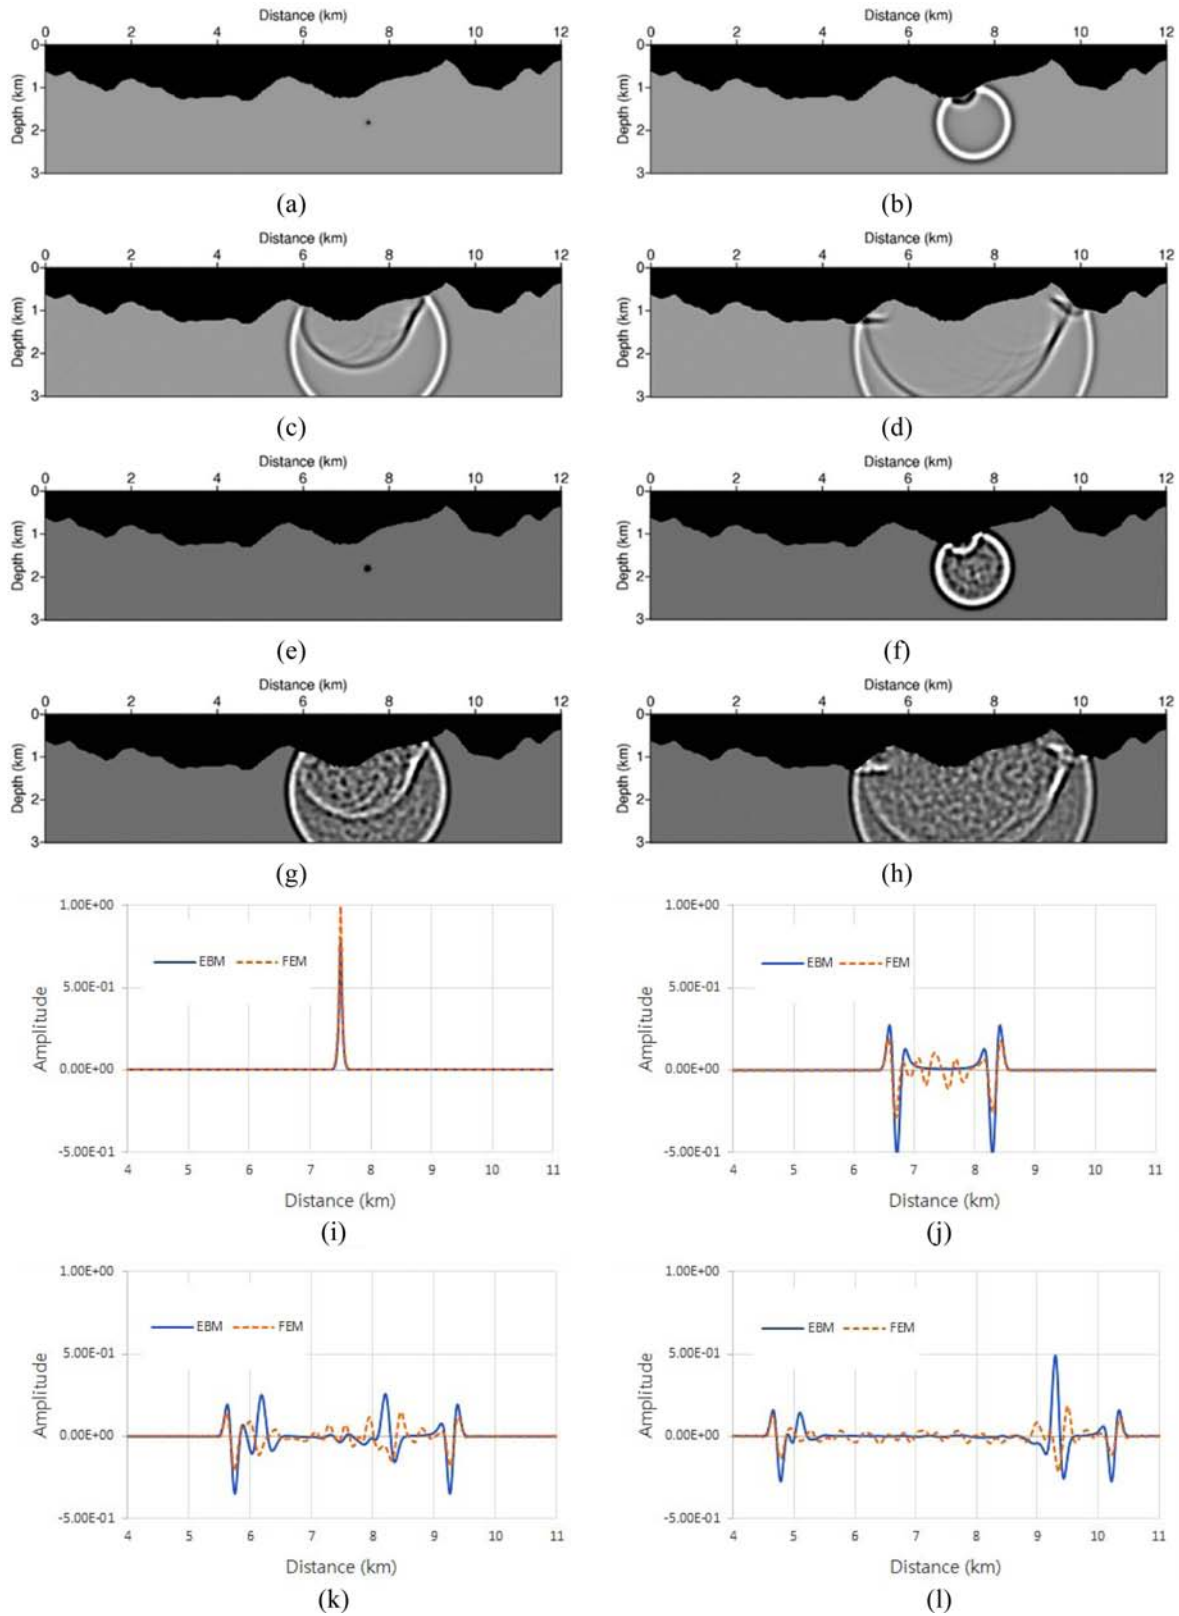 Distance (km)
0 2 4 6 8 10 12
Depth (km)
0
1
2
3
(a)
Distance (km)
0 2 4 6 8 10 12
Depth (km)
0
1
2
3
(b)
Distance (km)
0 2 4 6 8 10 12
Depth (km)
0
1
2
3
(c)
Distance (km)
0 2 4 6 8 10 12
Depth (km)
0
1
2
3
(d)
Distance (km)
0 2 4 6 8 10 12
Depth (km)
0
1
2
3
(e)
Distance (km)
0 2 4 6 8 10 12
Depth (km)
0
1
2
3
(f)
Distance (km)
0 2 4 6 8 10 12
Depth (km)
0
1
2
3
(g)
Distance (km)
0 2 4 6 8 10 12
Depth (km)
0
1
2
3
(h)
1.00E+00
EBM FEM
5.00E-01
Amplitude
0.00E+00
-5.00E-01
4 5 6 7 8 9 10 11
Distance (km)
(i)
1.00E+00
EBM FEM
5.00E-01
Amplitude
0.00E+00
-5.00E-01
4 5 6 7 8 9 10 11
Distance (km)
(j)
1.00E+00
EBM FEM
5.00E-01
Amplitude
0.00E+00
-5.00E-01
4 5 6 7 8 9 10 11
Distance (km)
(k)
1.00E+00
EBM FEM
5.00E-01
Amplitude
0.00E+00
-5.00E-01
4 5 6 7 8 9 10 11
Distance (km)
(l)